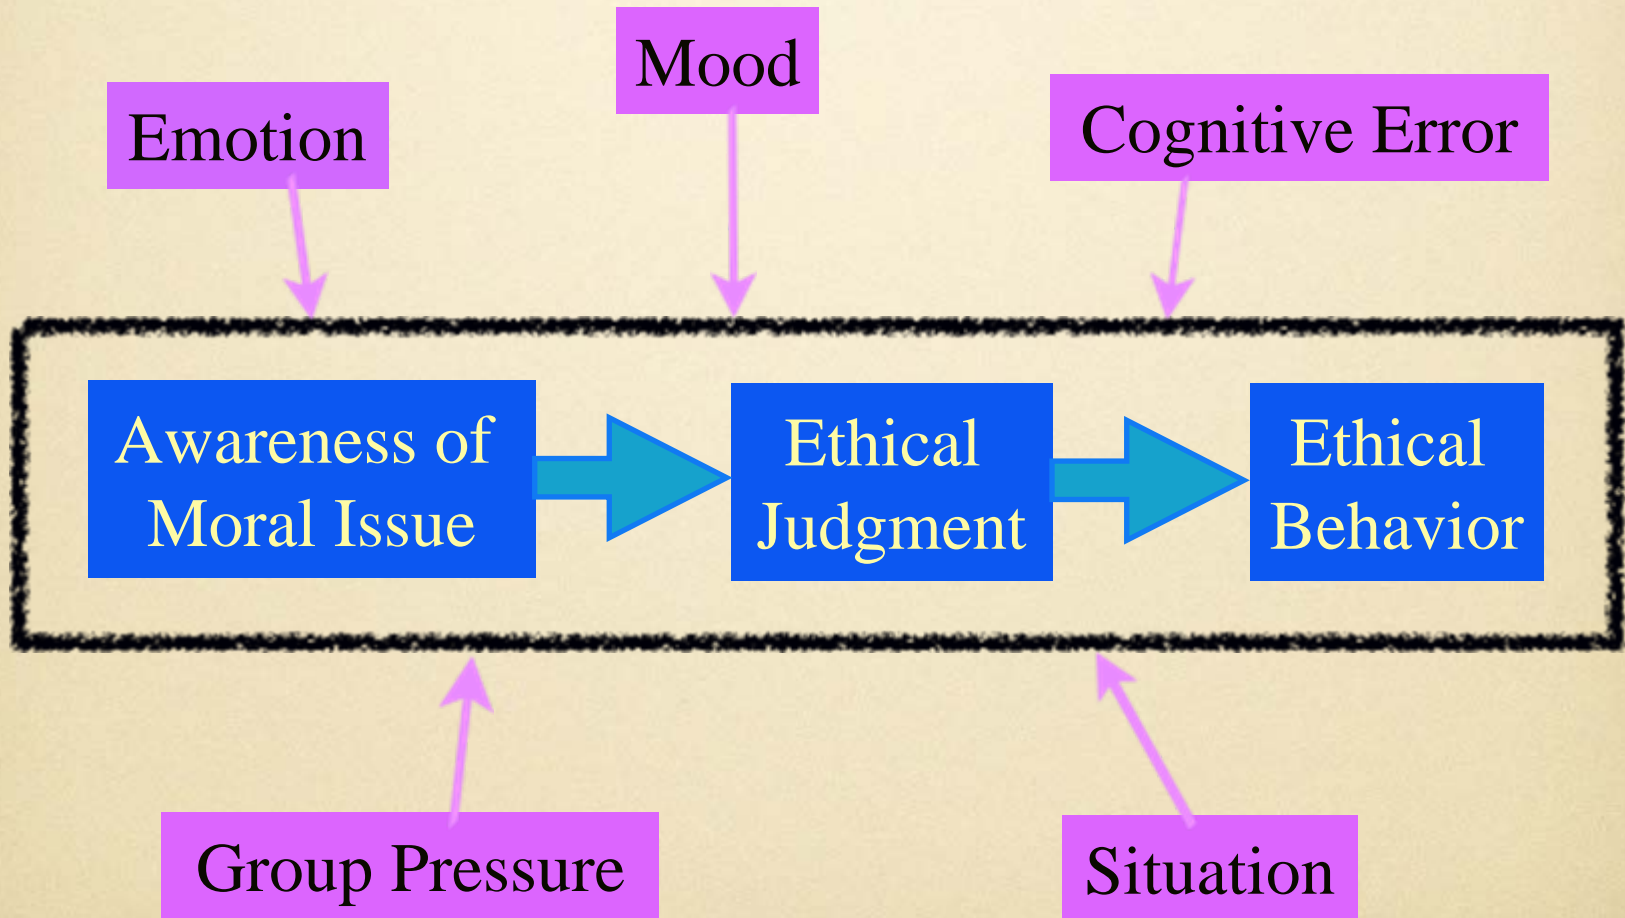 Mood
Emotion
Cognitive Error
Awareness of
Moral Issue
Ethical
Judgment
Ethical
Behavior
Group Pressure
Situation